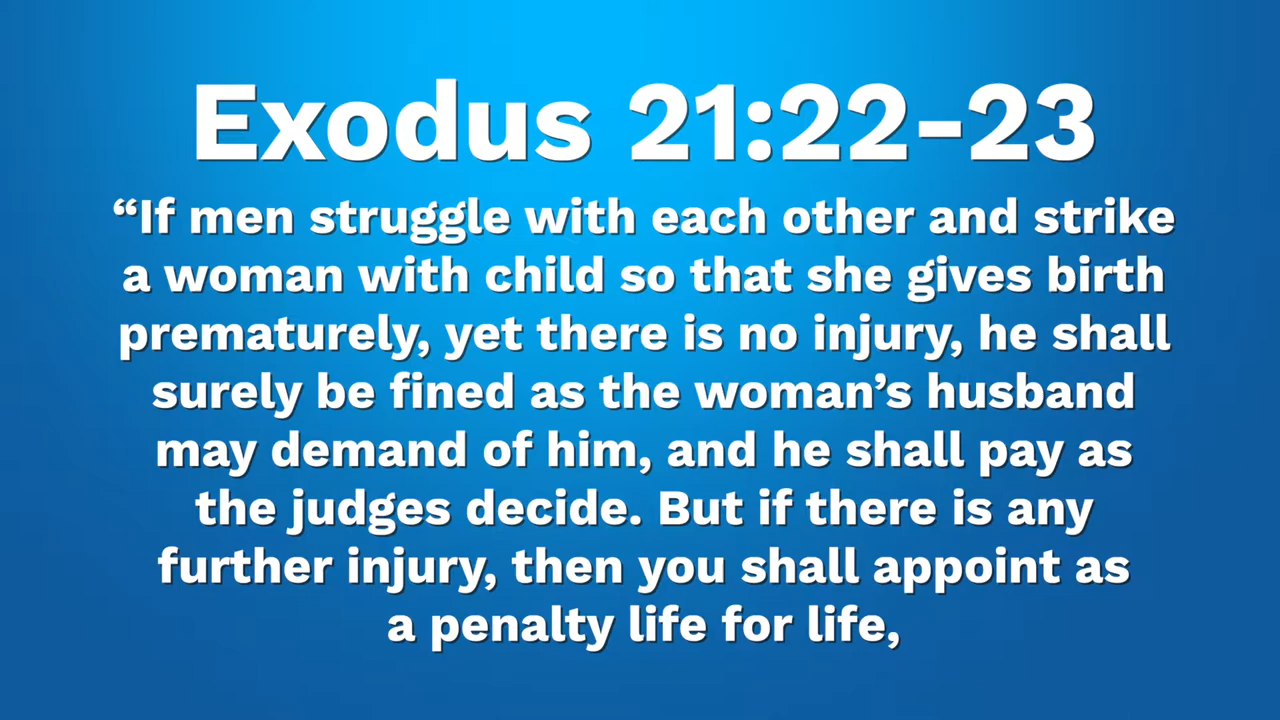 Exodus 21:22-23
“If men struggle with each other and strike
a woman with child so that she gives birth
prematurely, yet there is no injury, he shall
surely be fined as the woman’s husband
may demand of him, and he shall pay as
the judges decide. But if there is any
further injury, then you shall appoint as
a penalty life for life,